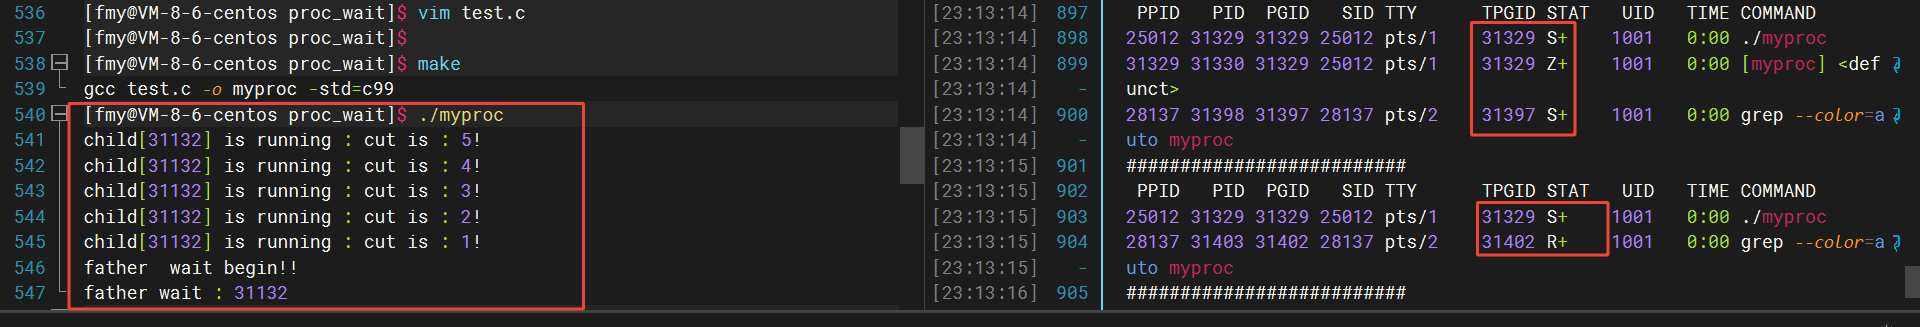 536 [fmy@VM-8-6-centos proc_wait]$ vim test.c
537 [fmy@VM-8-6-centos proc_wait]$
538 [fmy@VM-8-6-centos proc_wait]$ make
539 gcc test.c -o myproc -std=c99
540 [fmy@VM-8-6-centos proc_wait]$ ./myproc
541 child[31132] is running : cut is : 5!
542 child[31132] is running : cut is : 4!
543 child[31132] is running : cut is : 3!
544 child[31132] is running : cut is : 2!
545 child[31132] is running : cut is : 1!
546 father  wait begin!!
547 father wait : 31132
[23:13:14] 897 PPID PID PGID SID TTY TPGID STAT UID TIME COMMAND
[23:13:14] 898 25012 31329 31329 25012 pts/1 31329 S+ 1001 0:00 ./myproc
[23:13:14] 899 31329 31330 31329 25012 pts/1 31329 Z+ 1001 0:00 [myproc] <def
[23:13:14] - unct>
[23:13:14] 900 28137 31398 31397 28137 pts/2 31397 S+ 1001 0:00 grep --color=a
[23:13:14] - uto myproc
[23:13:15] 901 ##########################
[23:13:15] 902 PPID PID PGID SID TTY TPGID STAT UID TIME COMMAND
[23:13:15] 903 25012 31329 31329 25012 pts/1 31329 S+ 1001 0:00 ./myproc
[23:13:15] 904 28137 31403 31402 28137 pts/2 31402 R+ 1001 0:00 grep --color=a
[23:13:15] - uto myproc
[23:13:16] 905 ##########################